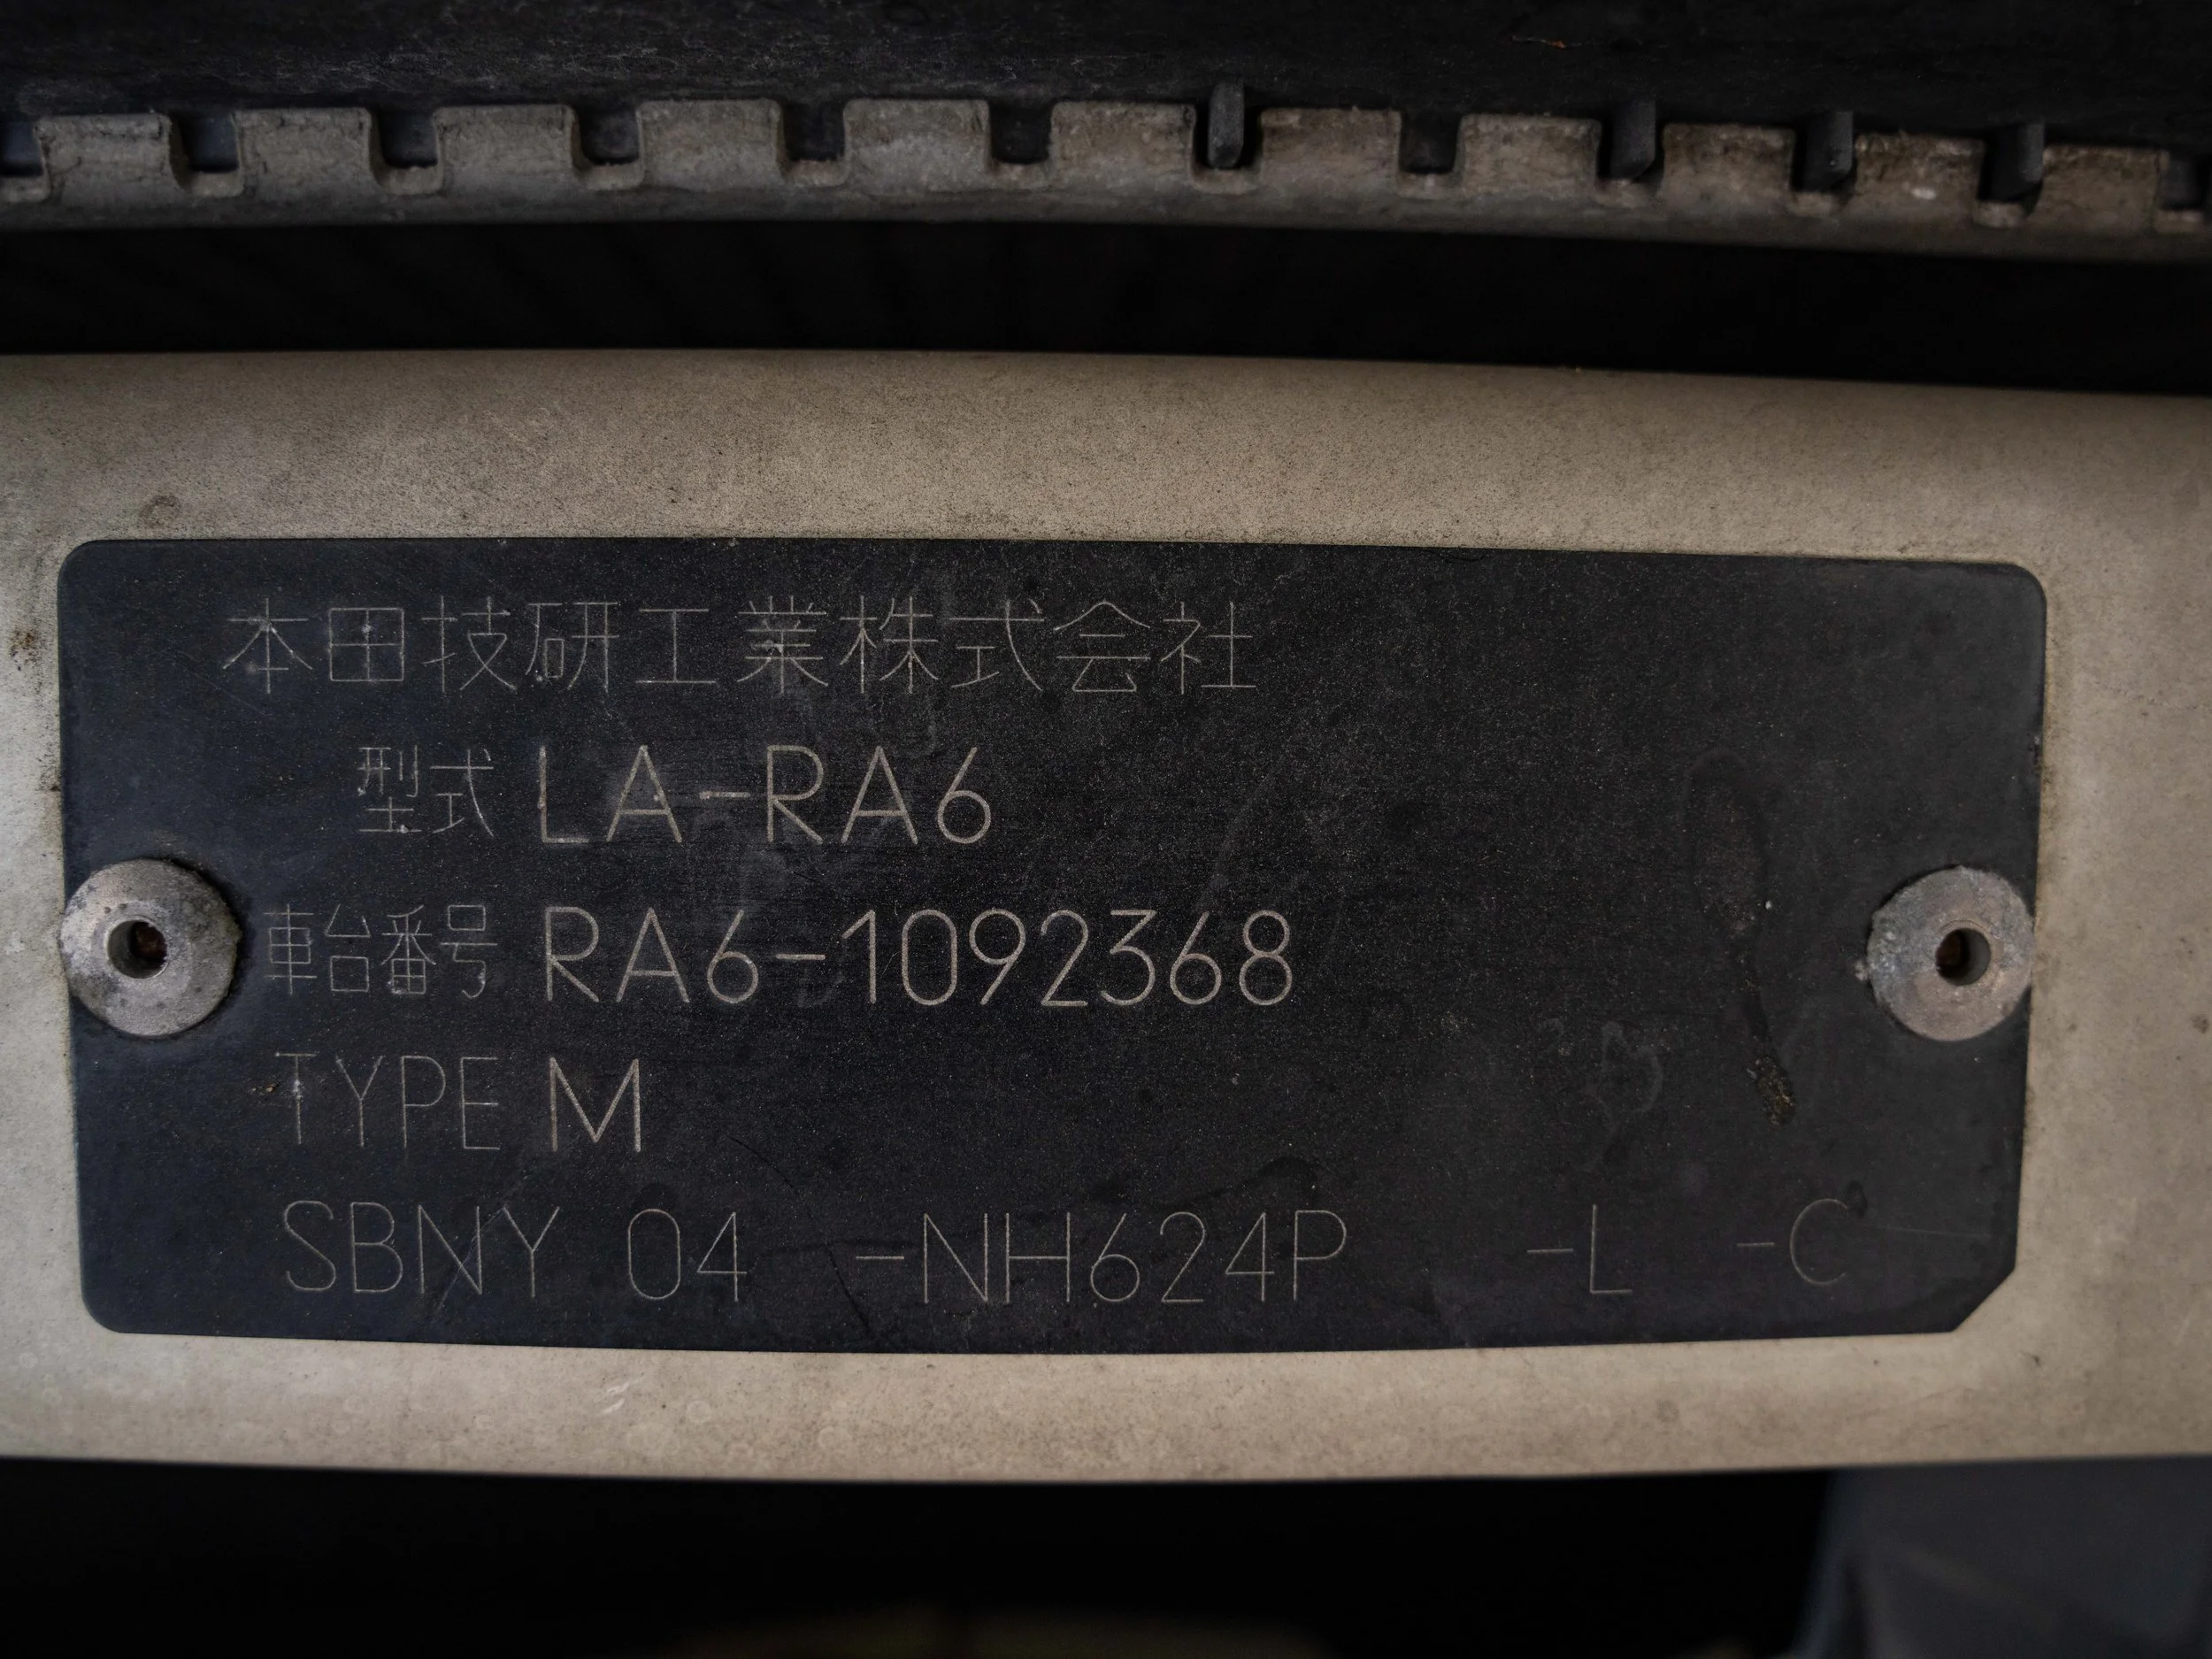 本田技研工業株式会社
型式 LA-RA6
車台番号 RA6-1092368
TYPE M
SBNY 04 -NH624P -L -C